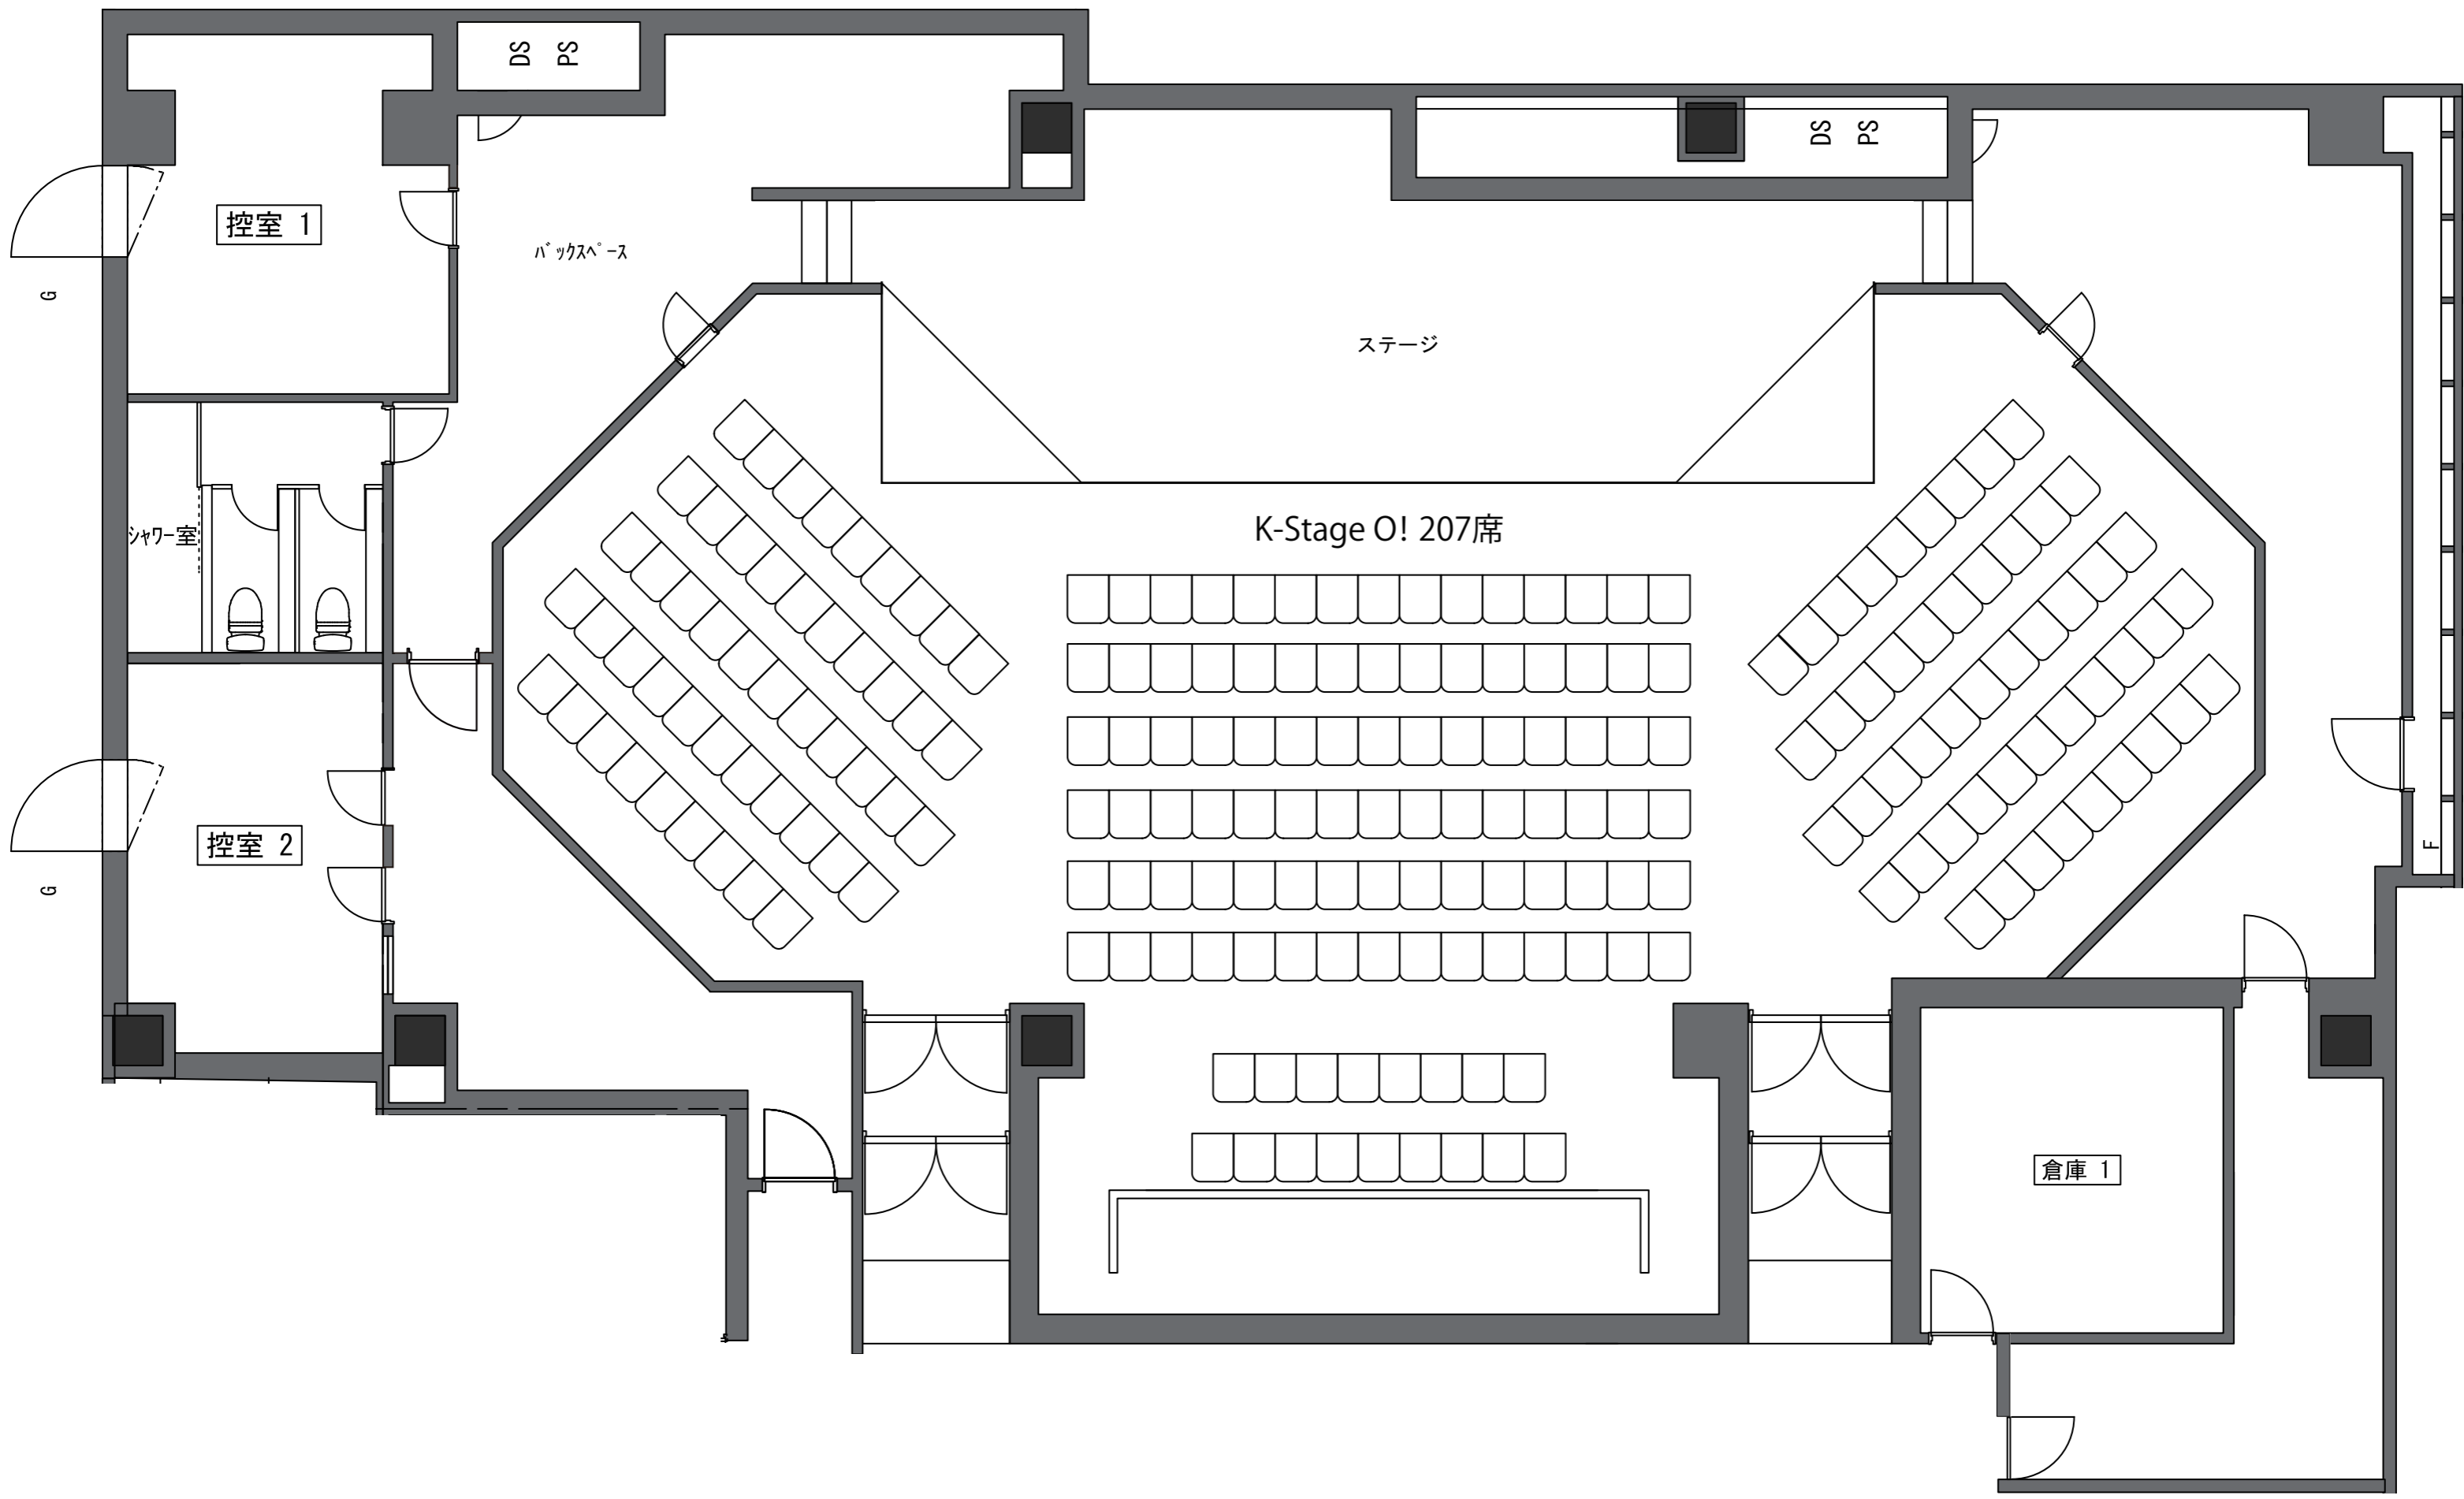 DS
PS
DS
PS
控室 1
バックスペース
G
ステージ
K-Stage O! 207席
シャワー室
控室 2
F
G
倉庫 1